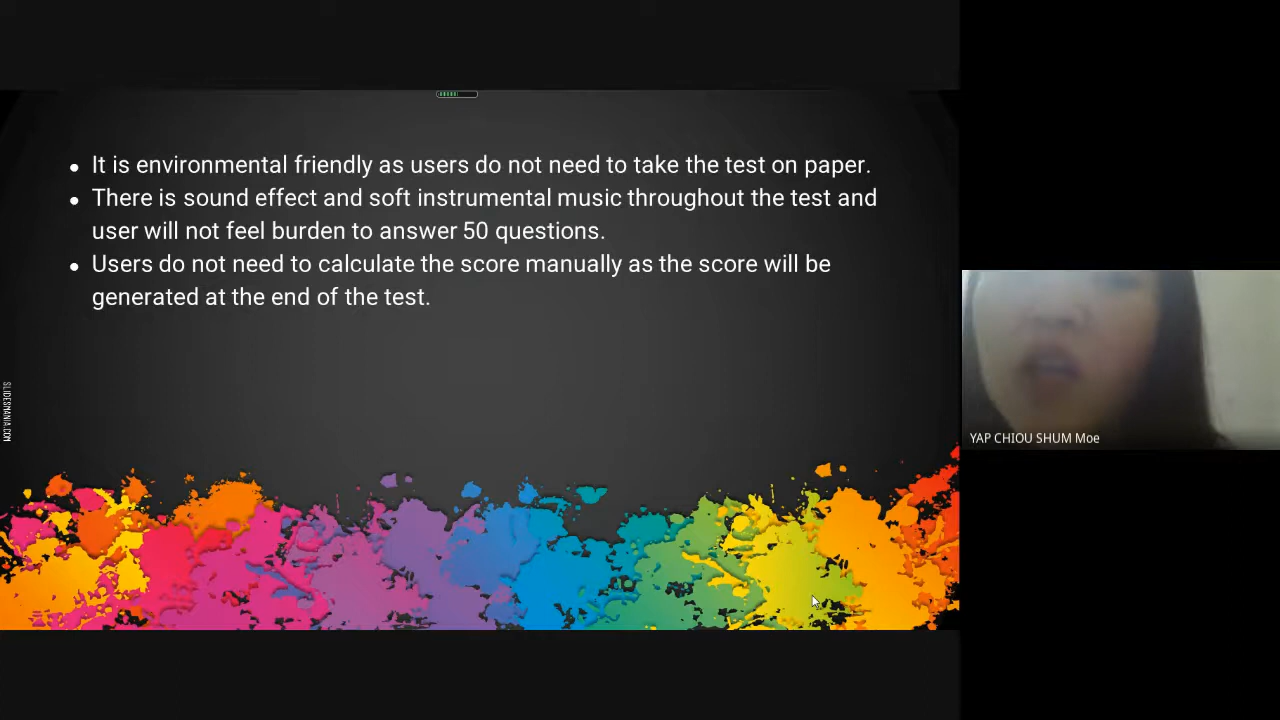 • It is environmental friendly as users do not need to take the test on paper.
• There is sound effect and soft instrumental music throughout the test and
user will not feel burden to answer 50 questions.
• Users do not need to calculate the score manually as the score will be
generated at the end of the test.
SLIDESMANIA.COM
YAP CHIOU SHUM Moe